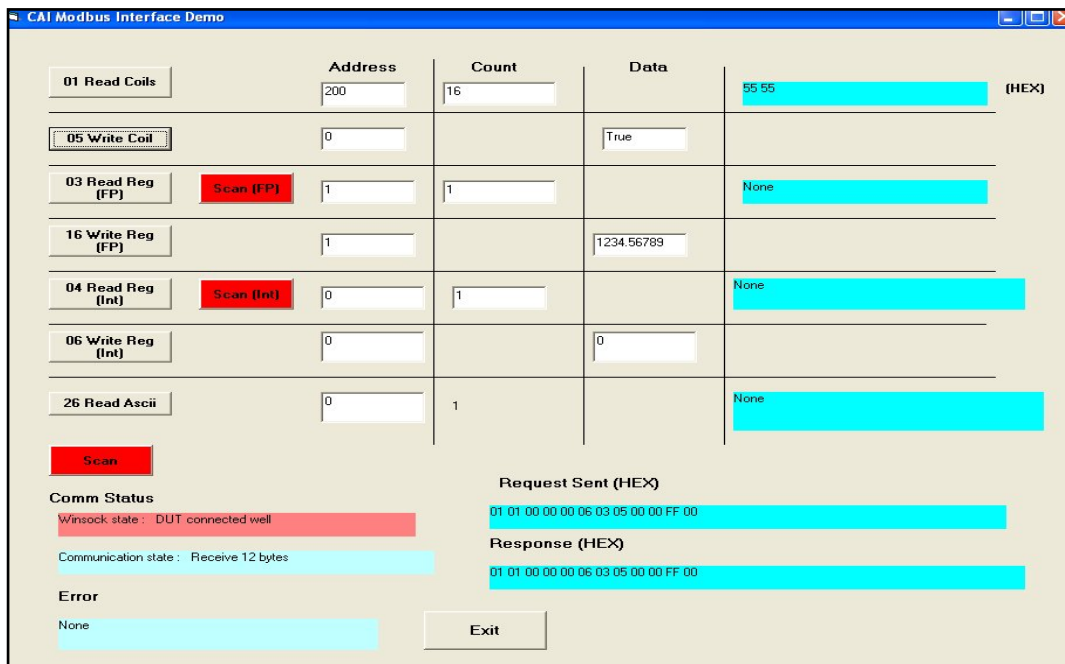 CAI Modbus Interface Demo
Address Count Data
01 Read Coils 200 16 55 55 (HEX)
05 Write Coil 0 True
03 Read Reg (FP) Scan (FP) 1 1 None
16 Write Reg (FP) 1 1234.56789
04 Read Reg (Int) Scan (Int) 0 1 None
06 Write Reg (Int) 0 0
26 Read Ascii 0 1 None
Scan
Request Sent (HEX)
Comm Status
01 01 00 00 00 06 03 05 00 00 FF 00
Winsock state : DUT connected well
Response (HEX)
Communication state : Receive 12 bytes
01 01 00 00 00 06 03 05 00 00 FF 00
Error
None
Exit